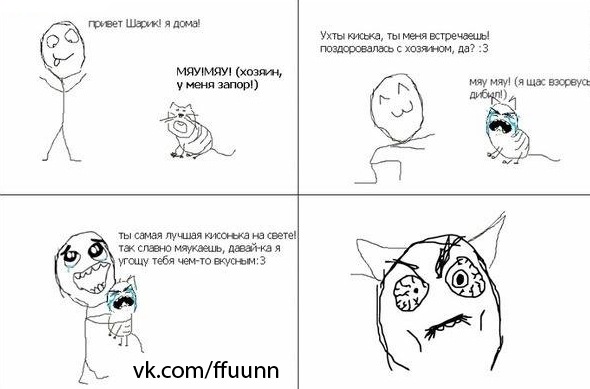 привет Шарик! я дома!
МЯУ!МЯУ! (хозяин,
у меня запор!)
Ухты киська, ты меня встречаешь!
поздоровалась с хозяином, да? :3
мяу мяу! (я щас взорвусь
дибил!)
ты самая лучшая кисонька на свете!
так славно мяукаешь, давай-ка я
угощу тебя чем-то вкусным:3
vk.com/ffuunn